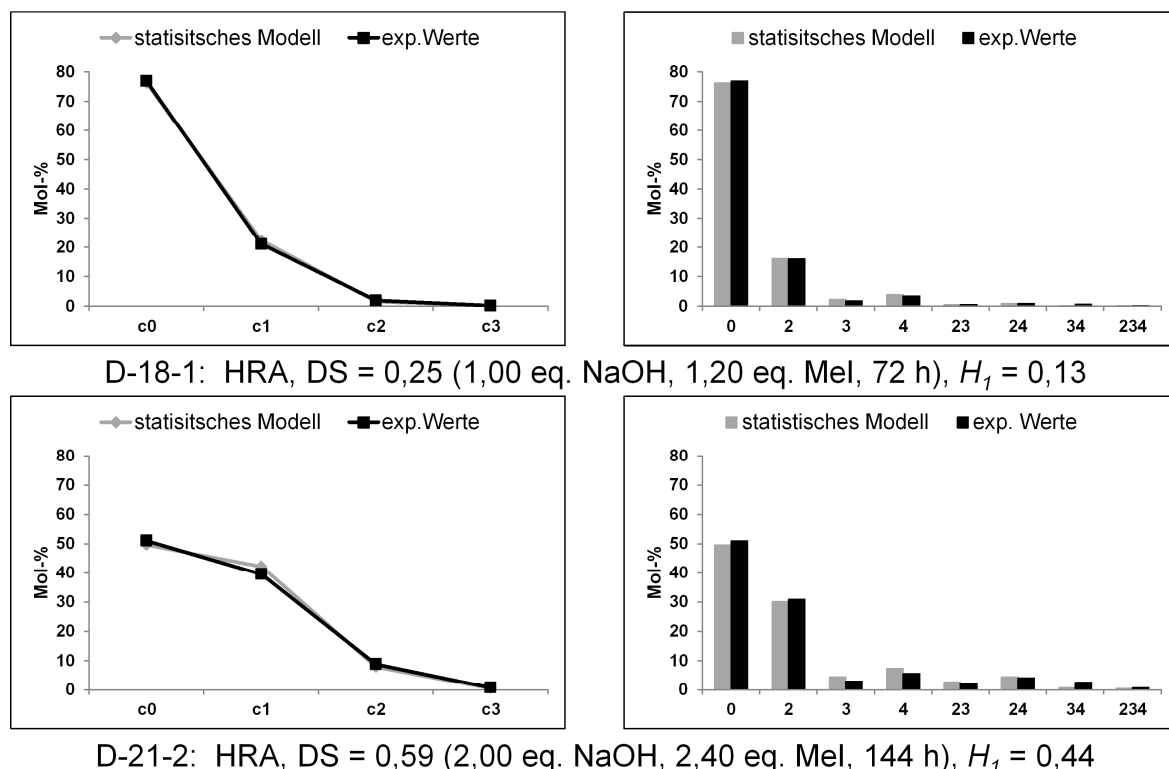 statisitsches Modell exp.Werte
80
70
60
50
40
30
20
10
0
Mol-%
c0 c1 c2 c3
statisitsches Modell exp.Werte
80
70
60
50
40
30
20
10
0
Mol-%
0 2 3 4 23 24 34 234
D-18-1: HRA, DS = 0,25 (1,00 eq. NaOH, 1,20 eq. MeI, 72 h), H1 = 0,13
statisitsches Modell exp.Werte
80
70
60
50
40
30
20
10
0
Mol-%
c0 c1 c2 c3
statistisches Modell exp. Werte
80
70
60
50
40
30
20
10
0
Mol-%
0 2 3 4 23 24 34 234
D-21-2: HRA, DS = 0,59 (2,00 eq. NaOH, 2,40 eq. MeI, 144 h), H1 = 0,44